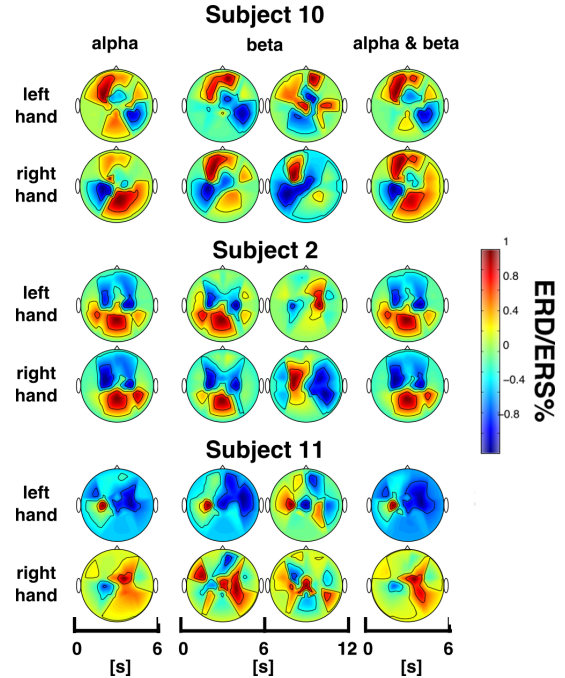 Subject 10
alpha beta alpha & beta
left
hand
right
hand
Subject 2
left
hand
right
hand
Subject 11
left
hand
right
hand
1
0.8
0.4
0
−0.4
−0.8
ERD/ERS%
0 6 0 6 12 0 6
[s] [s] [s] [s]